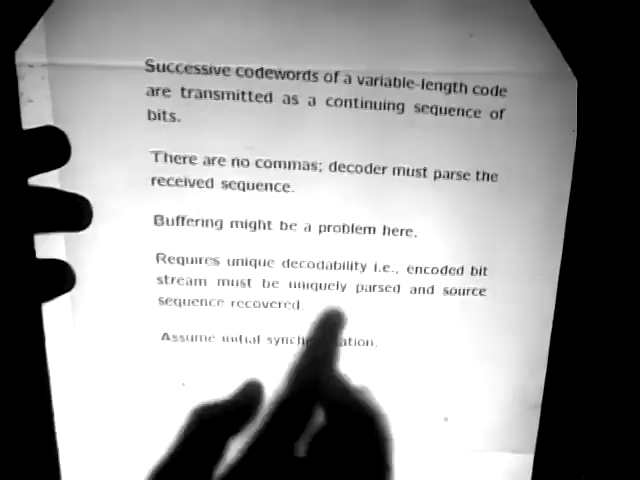 Successive codewords of a variable-length code
are transmitted as a continuing sequence of
bits.
There are no commas; decoder must parse the
received sequence.
Buffering might be a problem here.
Requires unique decodability i.e., encoded bit
stream must be uniquely parsed and source
sequence recovered.
Assume initial